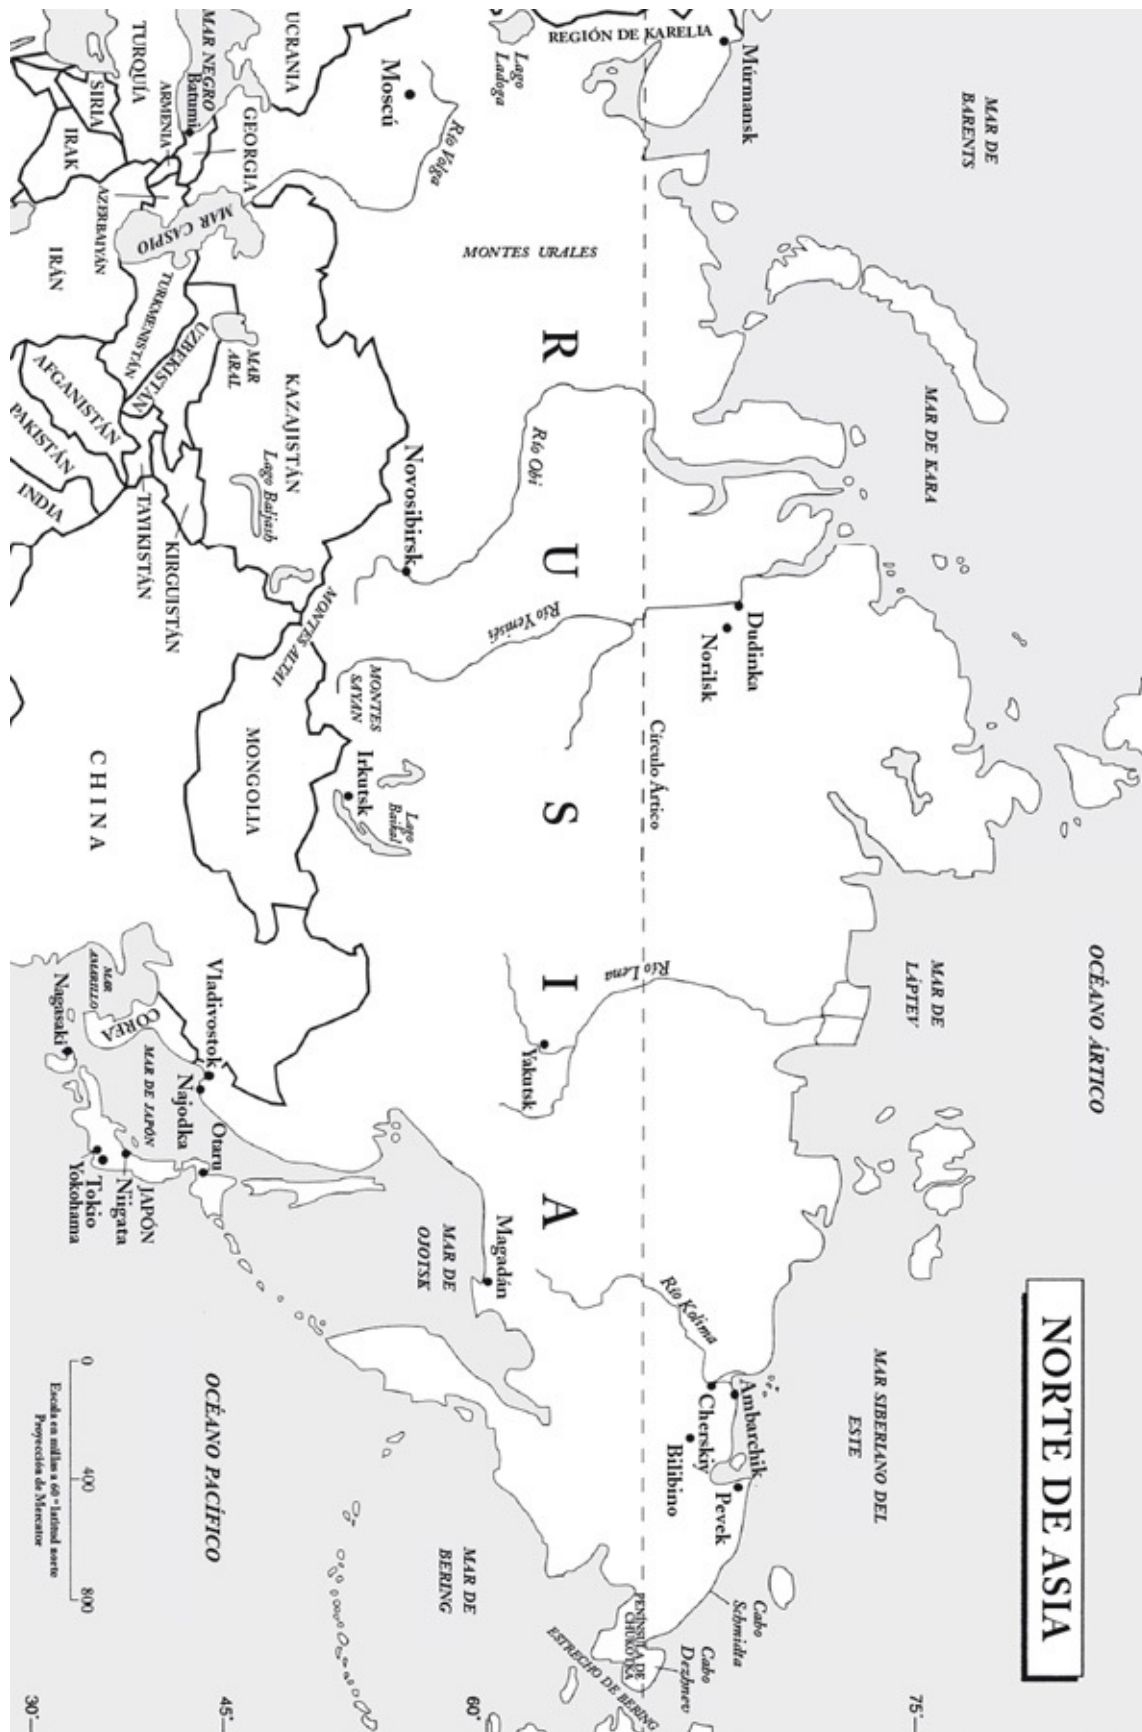 NORTE DE ASIA
OCÉANO ÁRTICO
MAR DE
BARENTS
MAR DE KARA
MAR DE
LÁPTEV
MAR SIBERIANO DEL
ESTE
Múrmansk
REGIÓN DE KARELIA
Lago
Ladoga
Moscú
Río Volga
MONTES URALES
RUSIA
Círculo Ártico
Río Obi
Novosibirsk
Río Yeniséi
Dudinka
Norilsk
MONTES
SAYAN
MONTES ALTAI
Irkutsk
Lago
Baikal
Río Lena
Yakutsk
Río Kolima
Ambarchik
Cherskiy
Bilibino
Pevek
Cabo
Schmidta
Cabo
Dezhnev
PENÍNSULA DE
CHUKOTKA
ESTRECHO DE BERING
MAR DE
BERING
Magadán
MAR DE
OJOTSK
UCRANIA
MAR NEGRO
Batumi
GEORGIA
ARMENIA
TURQUÍA
SIRIA
IRAK
AZERBAIYÁN
MAR CASPIO
IRÁN
TURKMENISTÁN
UZBEKISTÁN
MAR
ARAL
KAZAJISTÁN
Lago Baljash
AFGANISTÁN
PAKISTÁN
INDIA
TAYIKISTÁN
KIRGUISTÁN
MONGOLIA
CHINA
Vladivostok
Najodka
COREA
MAR
AMARILLO
Nagasaki
MAR DE JAPÓN
Otaru
JAPÓN
Niigata
Tokio
Yokohama
OCÉANO PACÍFICO
0 400 800
Escala en millas a 60° latitud norte
Proyección de Mercator
75°
60°
45°
30°